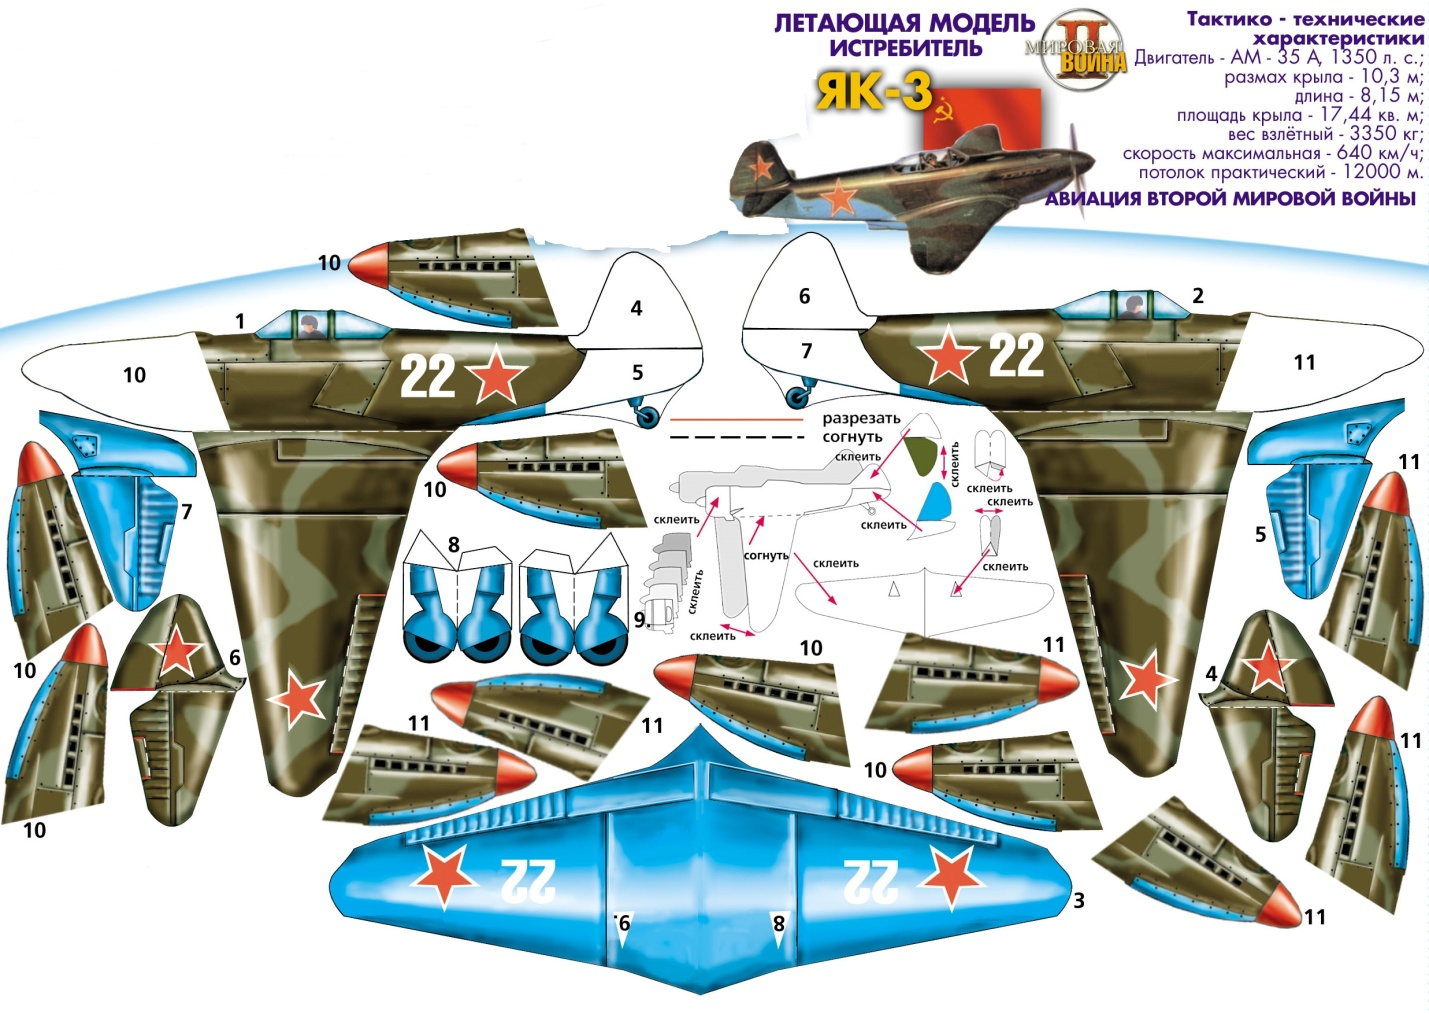 ЛЕТАЮЩАЯ МОДЕЛЬ
ИСТРЕБИТЕЛЬ
ЯК-3
II
МИРОВАЯ
ВОЙНА
Тактико - технические
характеристики
Двигатель - АМ - 35 А, 1350 л. с.;
размах крыла - 10,3 м;
длина - 8,15 м;
площадь крыла - 17,44 кв. м;
вес взлётный - 3350 кг;
скорость максимальная - 640 км/ч;
потолок практический - 12000 м.
АВИАЦИЯ ВТОРОЙ МИРОВОЙ ВОЙНЫ
10
1
4
6
2
10
22
5
7
22
11
разрезать
согнуть
склеить
склеить
склеить
склеить
11
10
7
склеить
склеить
5
8
согнуть
склеить
склеить
склеить
9.
склеить
10
6
10
11
4
11
11
11
10
10
22
22
3
6
8
11